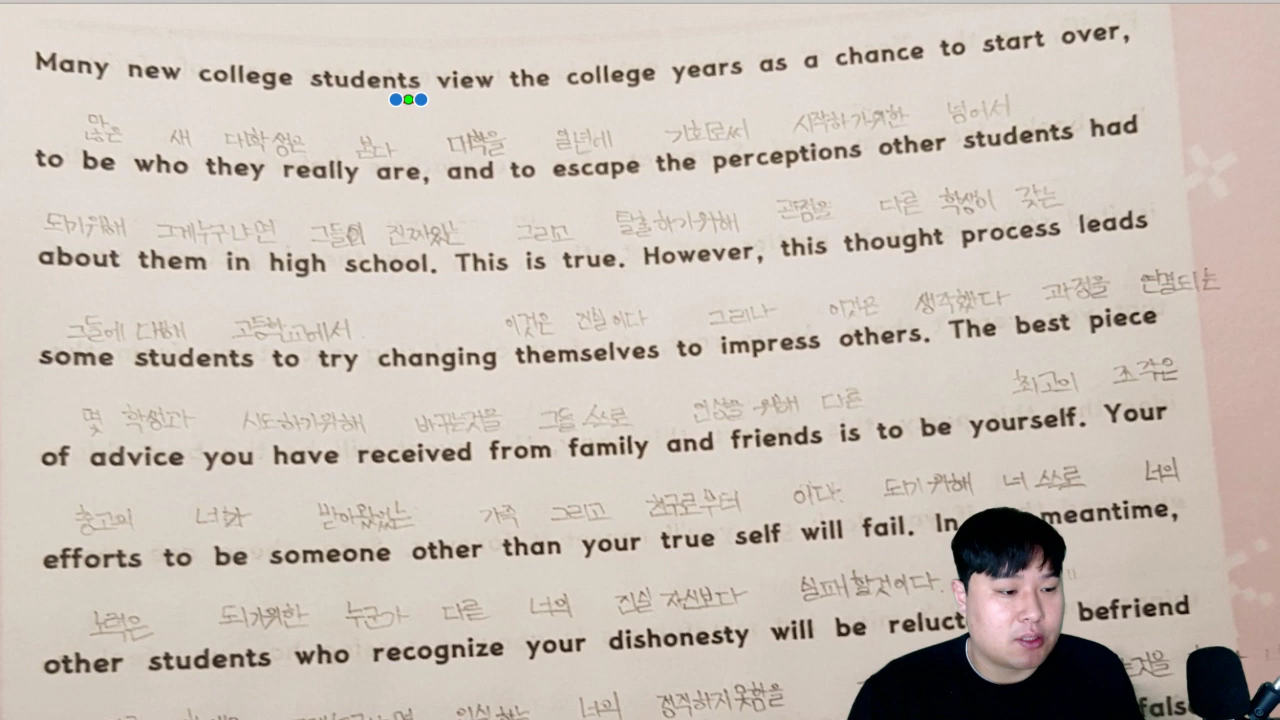 Many new college students view the college years as a chance to start over,
많은 새 대학생은 본다 대학을 열년에 기회로써 시작하기위한 넘어서
to be who they really are, and to escape the perceptions other students had
되기위해 그게누구냐면 그들의 진짜있는 그리고 탈출하기위해 관점을 다른 학생이 갖는
about them in high school. This is true. However, this thought process leads
그들에 대해 고등학교에서 이것은 진실이다 그러나 이것은 생각했다 과정을 연결되는
some students to try changing themselves to impress others. The best piece
몇 학생과 시도하기위해 바꾸는것을 그들 스스로 인상을 위해 다른 최고의 조각은
of advice you have received from family and friends is to be yourself. Your
충고의 너화 받아왔있는 가족 그리고 친구로부터 이다. 되기위해 너 스스로 너의
efforts to be someone other than your true self will fail. In meantime,
노력은 되기위한 누군가 다른 너의 진실 자신보다 실패할것이다.
other students who recognize your dishonesty will be befriend
너의 정직하지못함을